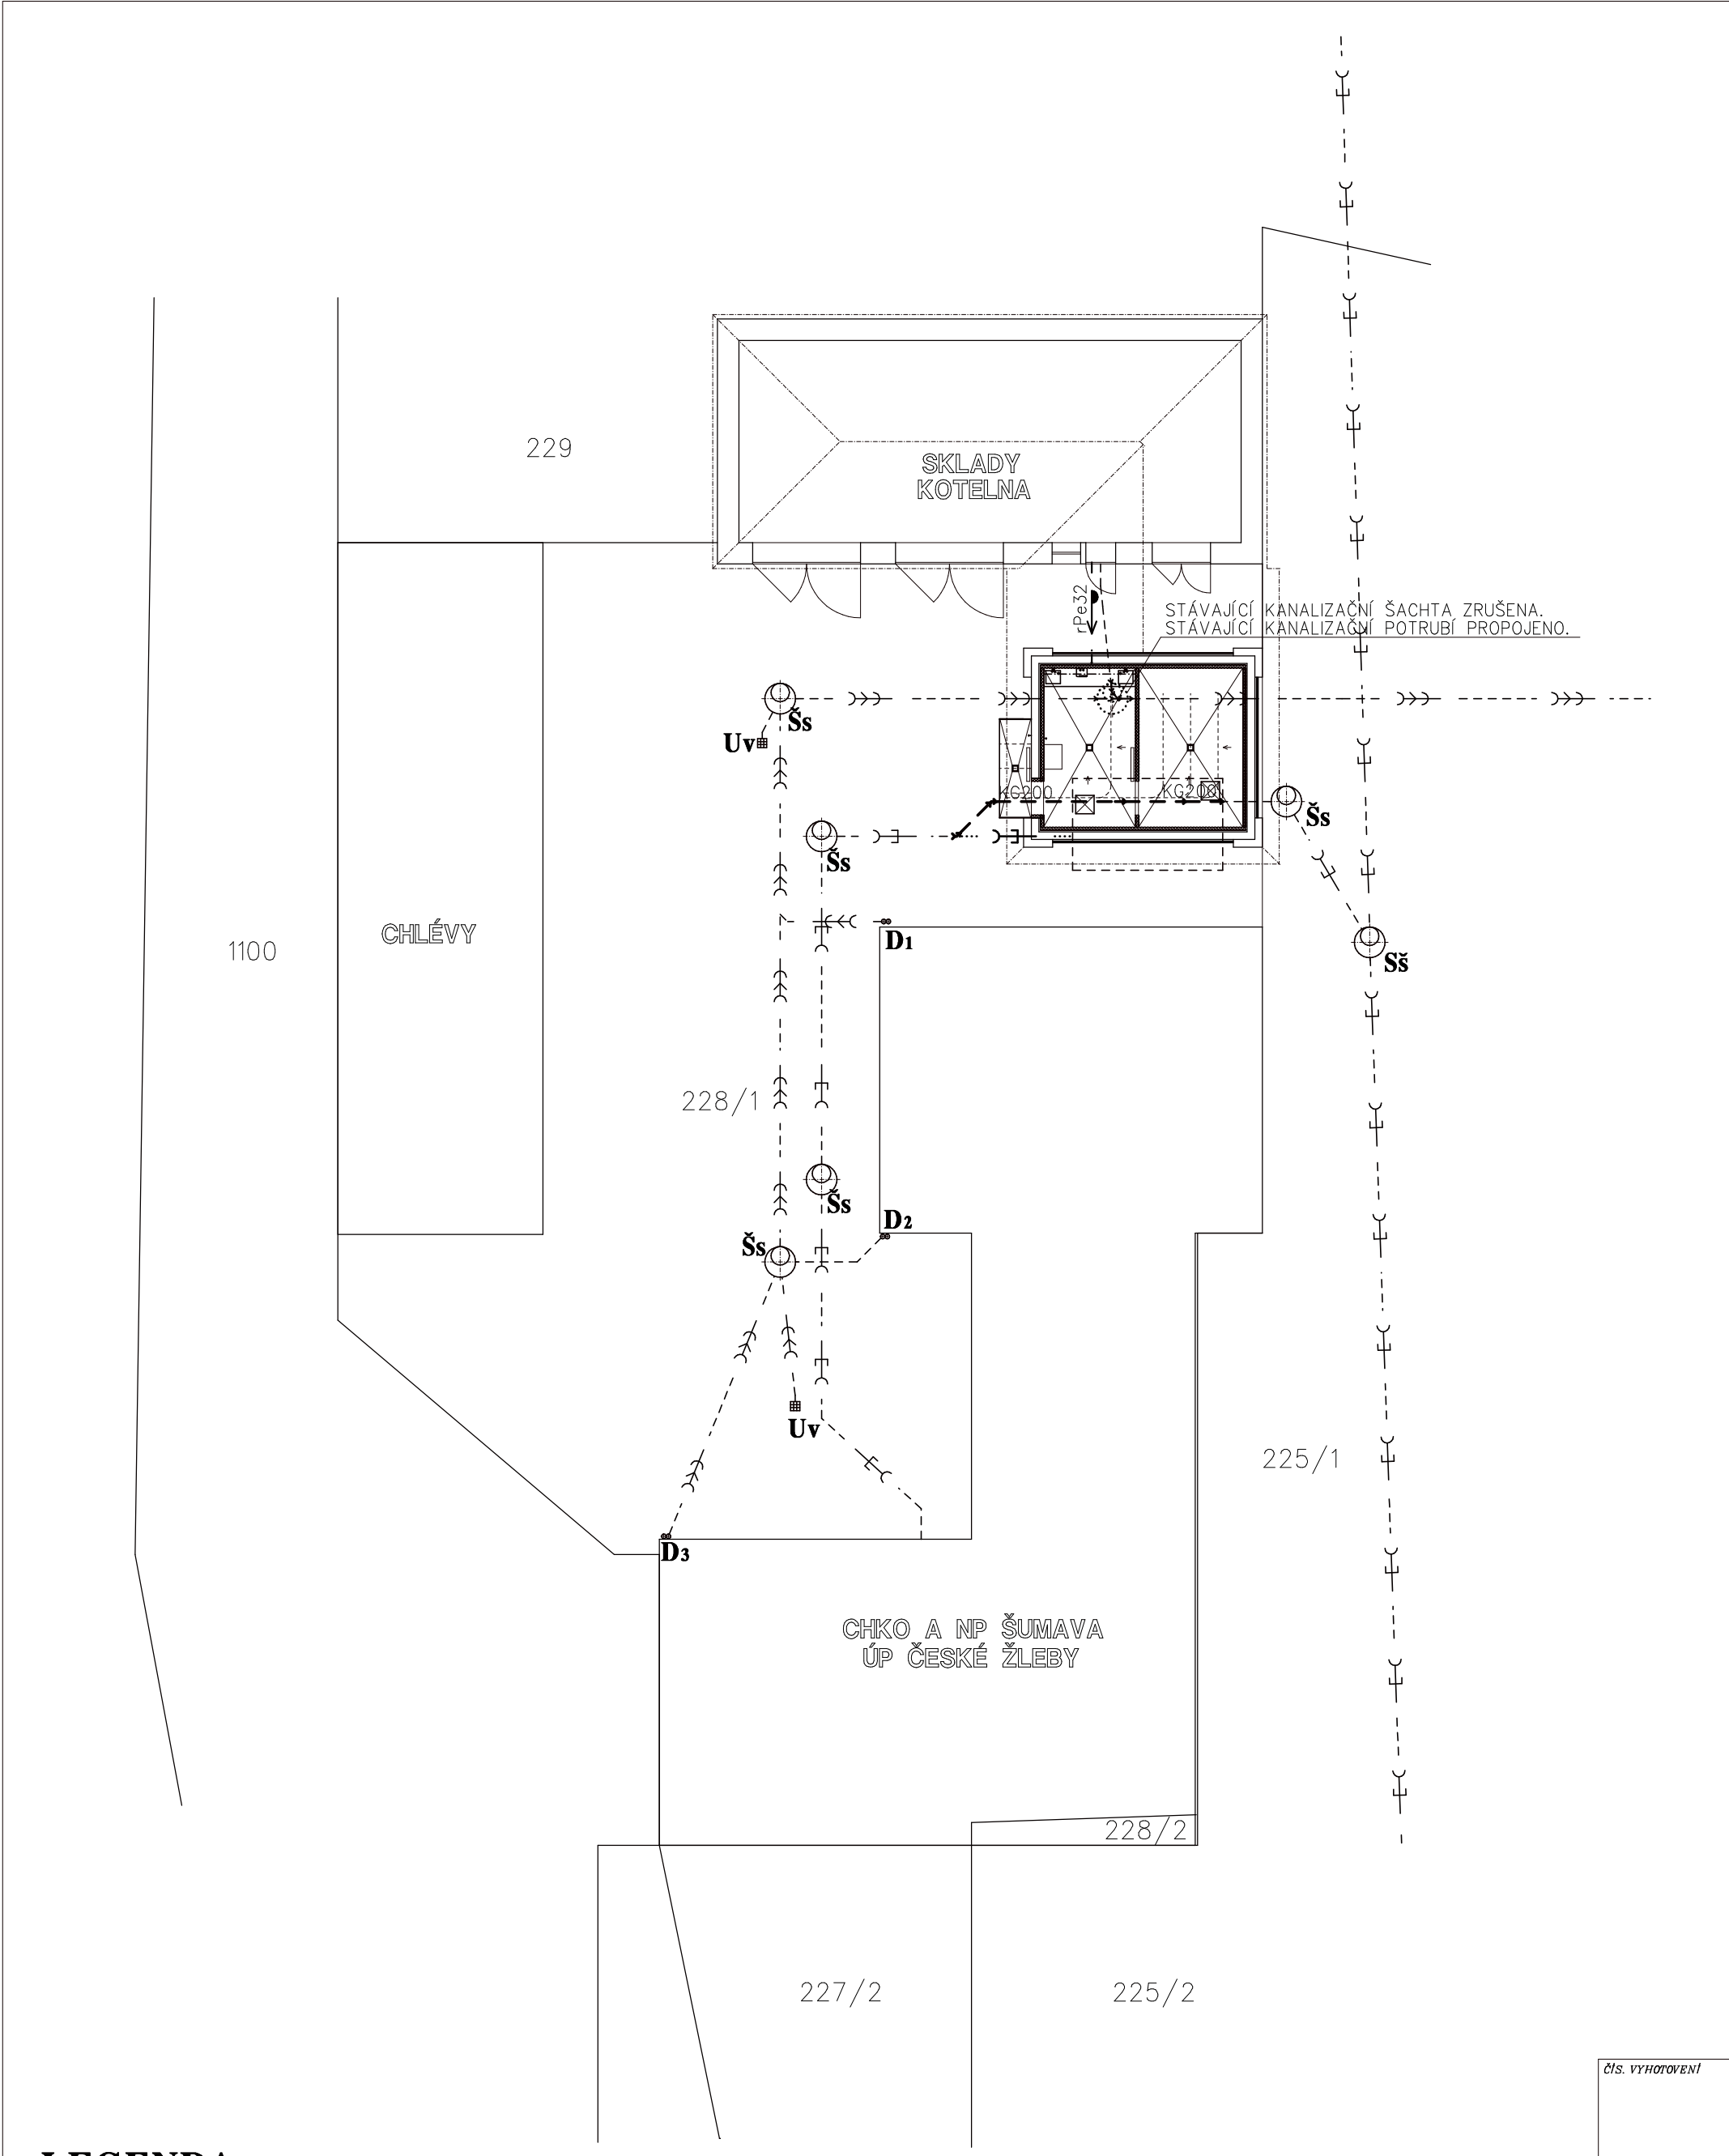 229
SKLADY
KOTELNA
rPe32
STÁVAJÍCÍ KANALIZAČNÍ ŠACHTA ZRUŠENA.
STÁVAJÍCÍ KANALIZAČNÍ POTRUBÍ PROPOJENO.
Šs
Uv
KG200
KG200
Šs
Šs
CHLÉVY
1100
D1
Sš
228/1
Šs
D2
Šs
Uv
225/1
D3
CHKO A NP ŠUMAVA
ÚP ČESKÉ ŽLEBY
228/2
227/2
225/2
ČÍS. VYHOTOVENÍ
LEGENDA